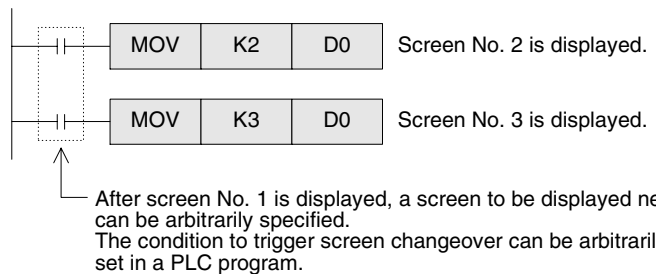 MOV K2 D0 Screen No. 2 is displayed.
MOV K3 D0 Screen No. 3 is displayed.
After screen No. 1 is displayed, a screen to be displayed ne
can be arbitrarily specified.
The condition to trigger screen changeover can be arbitraril
set in a PLC program.